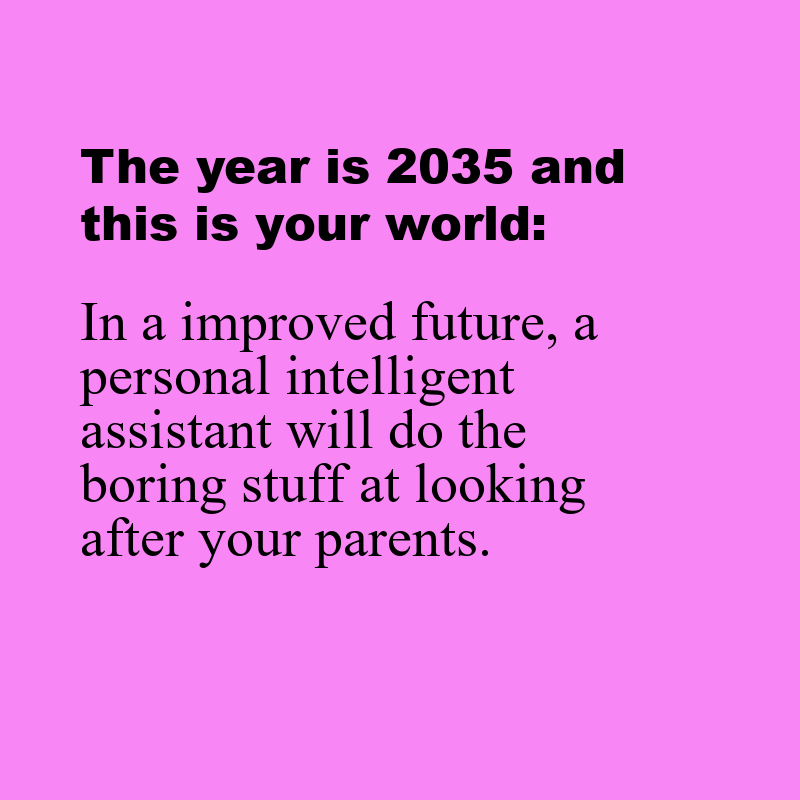 The year is 2035 and
this is your world:
In a improved future, a
personal intelligent
assistant will do the
boring stuff at looking
after your parents.